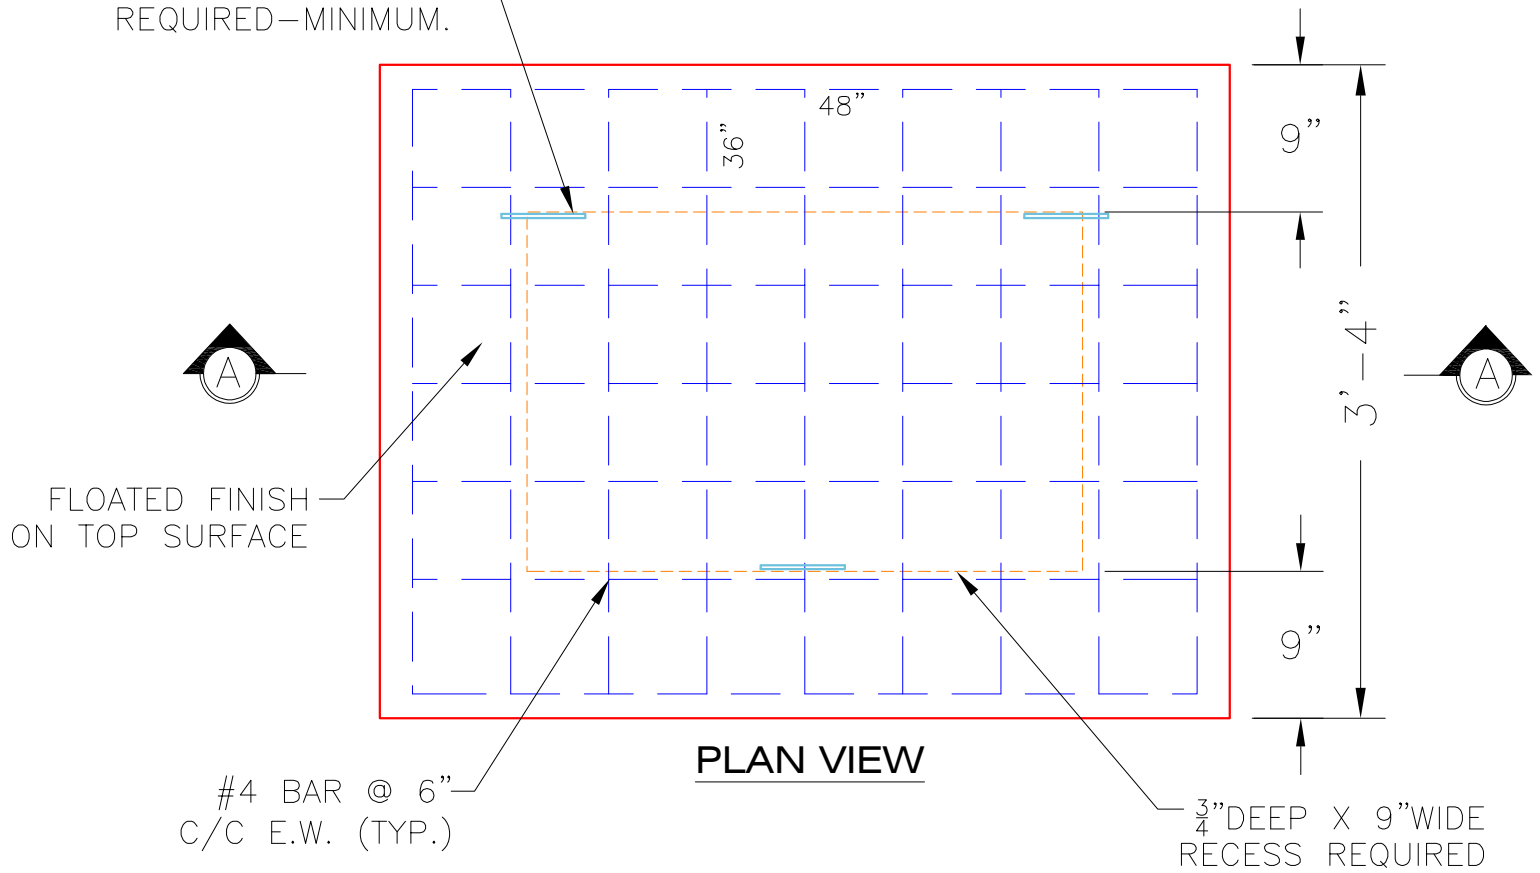 REQUIRED-MINIMUM.
48"
36"
9"
3'-4"
A
A
FLOATED FINISH
ON TOP SURFACE
9"
PLAN VIEW
#4 BAR @ 6"
C/C E.W. (TYP.)
3/4"DEEP X 9"WIDE
RECESS REQUIRED